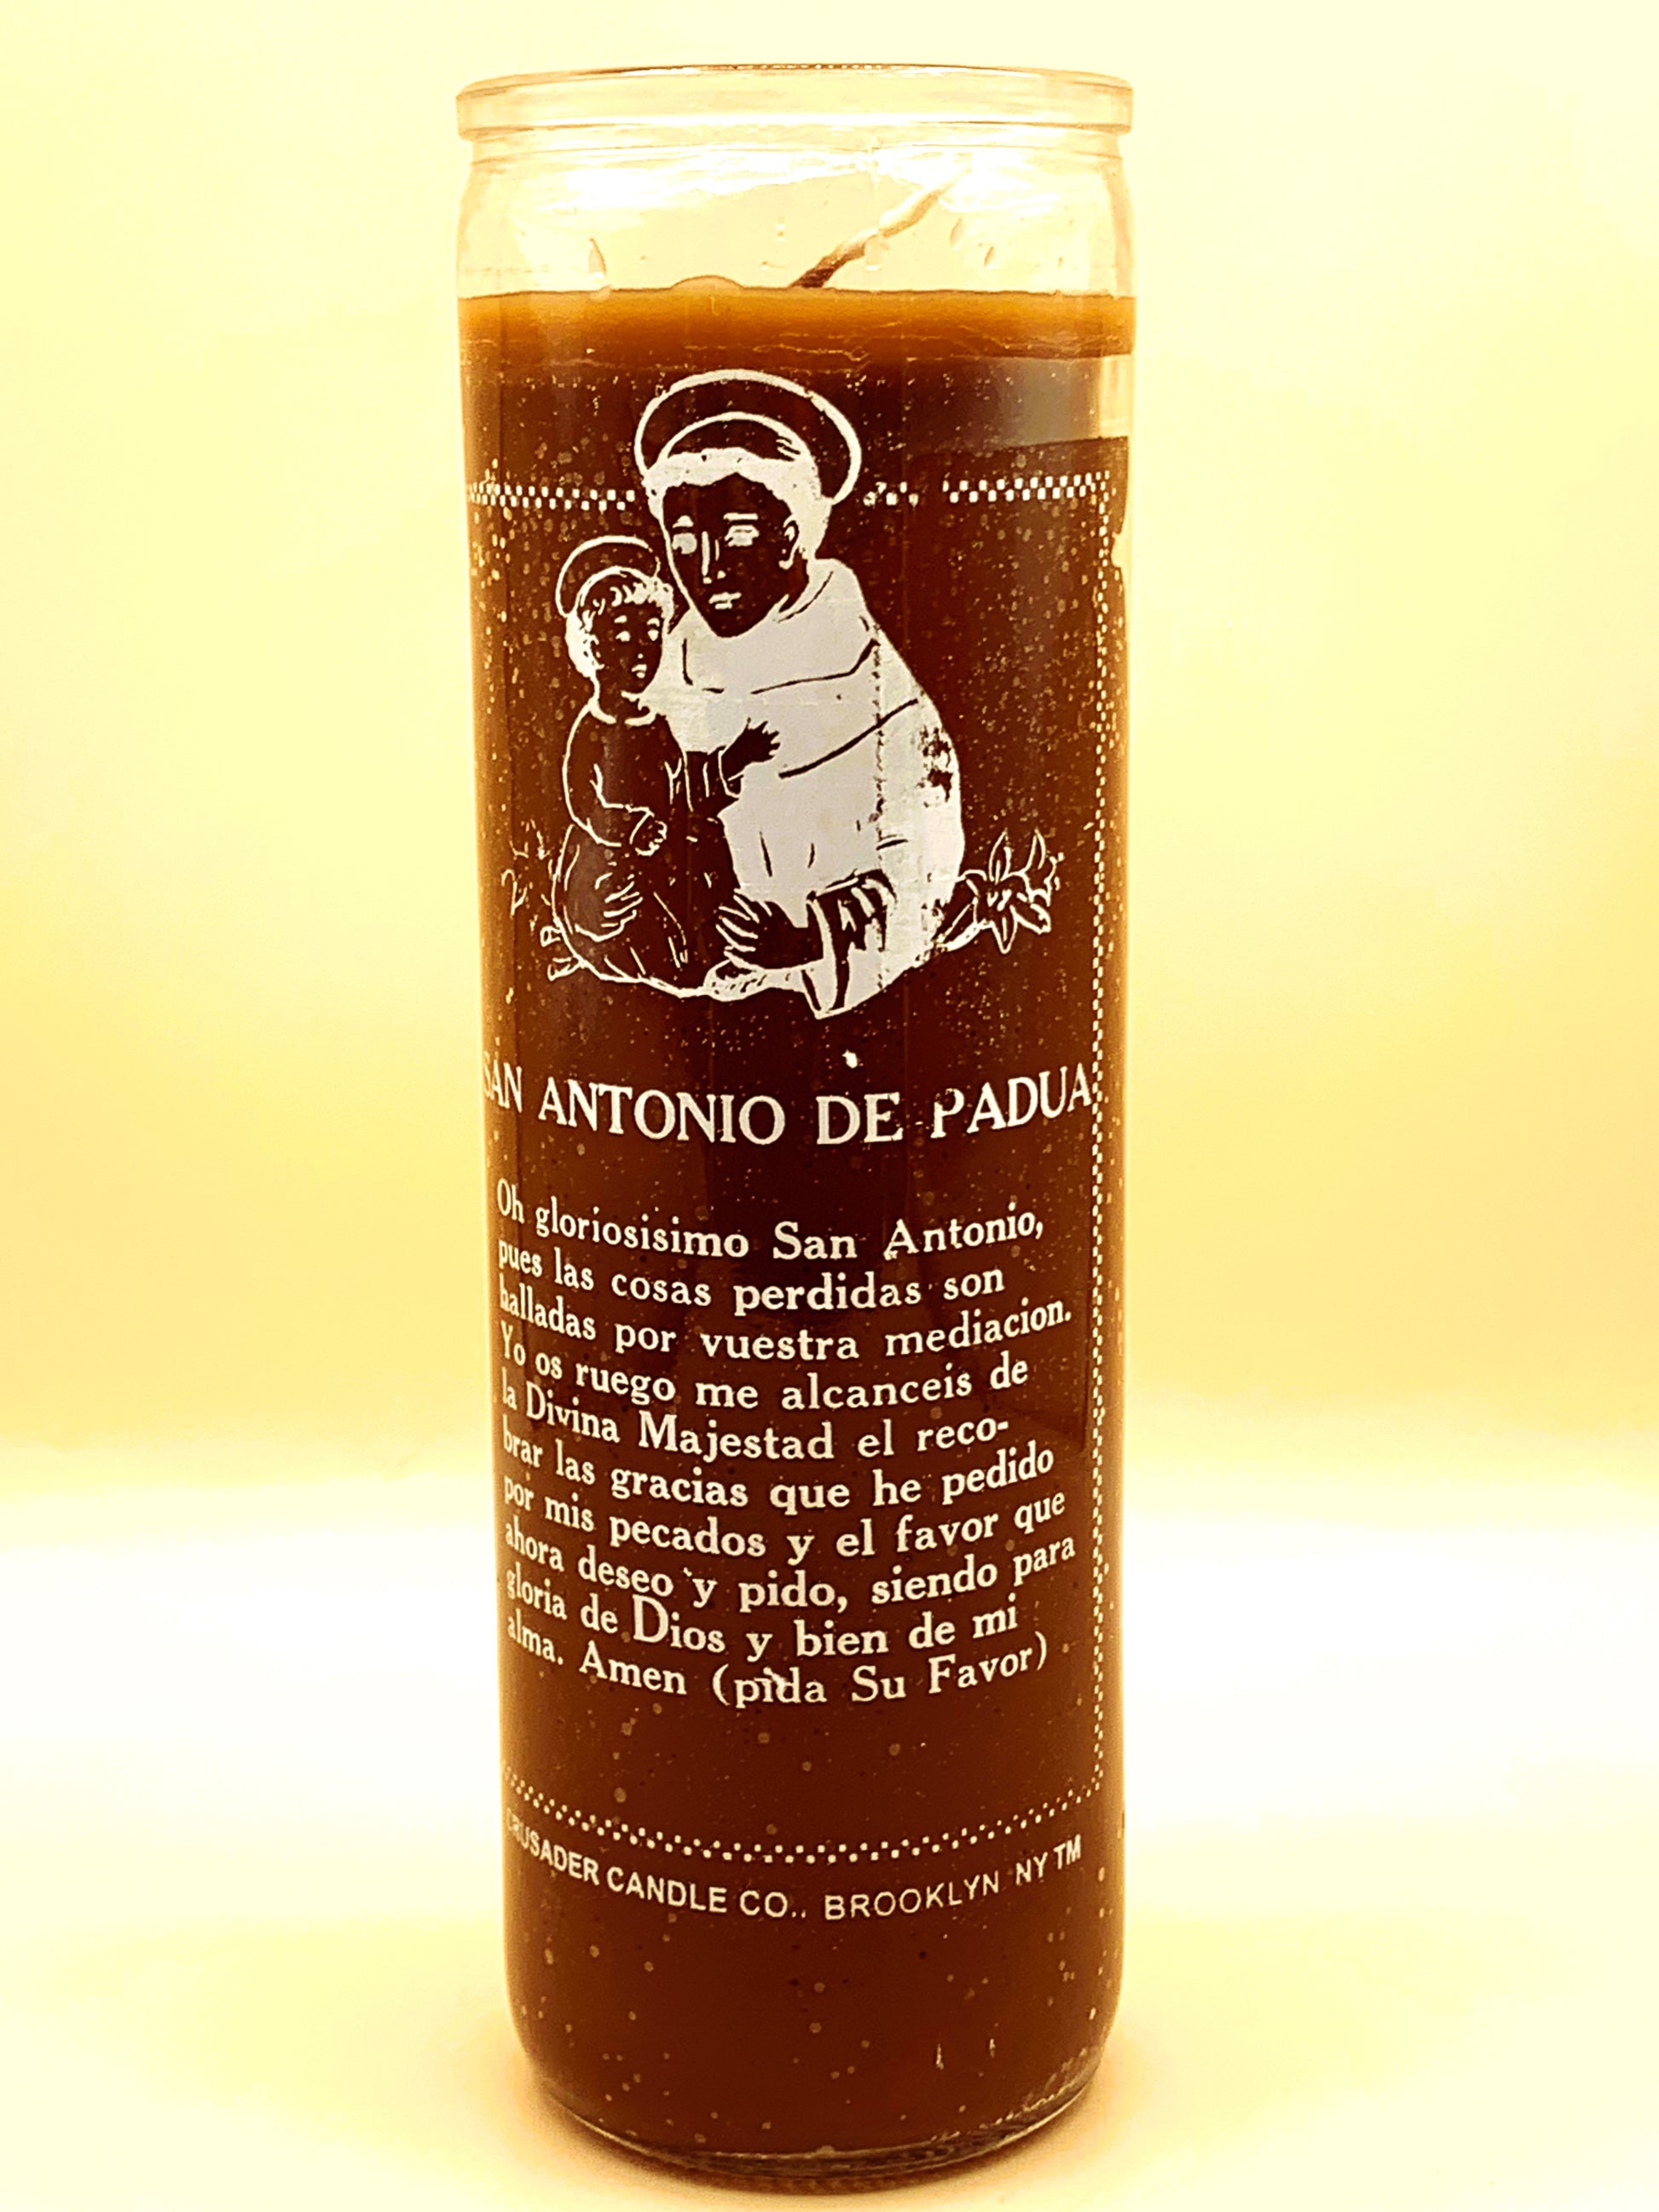 SAN ANTONIO DE PADUA
Oh gloriosisimo San Antonio,
pues las cosas perdidas son
halladas por vuestra mediacion.
Yo os ruego me alcanceis de
la Divina Majestad el reco-
brar las gracias que he pedido
por mis pecados y el favor que
ahora deseo y pido, siendo para
gloria de Dios y bien de mi
alma. Amen (pida Su Favor)
CRUSADER CANDLE CO., BROOKLYN NY TM